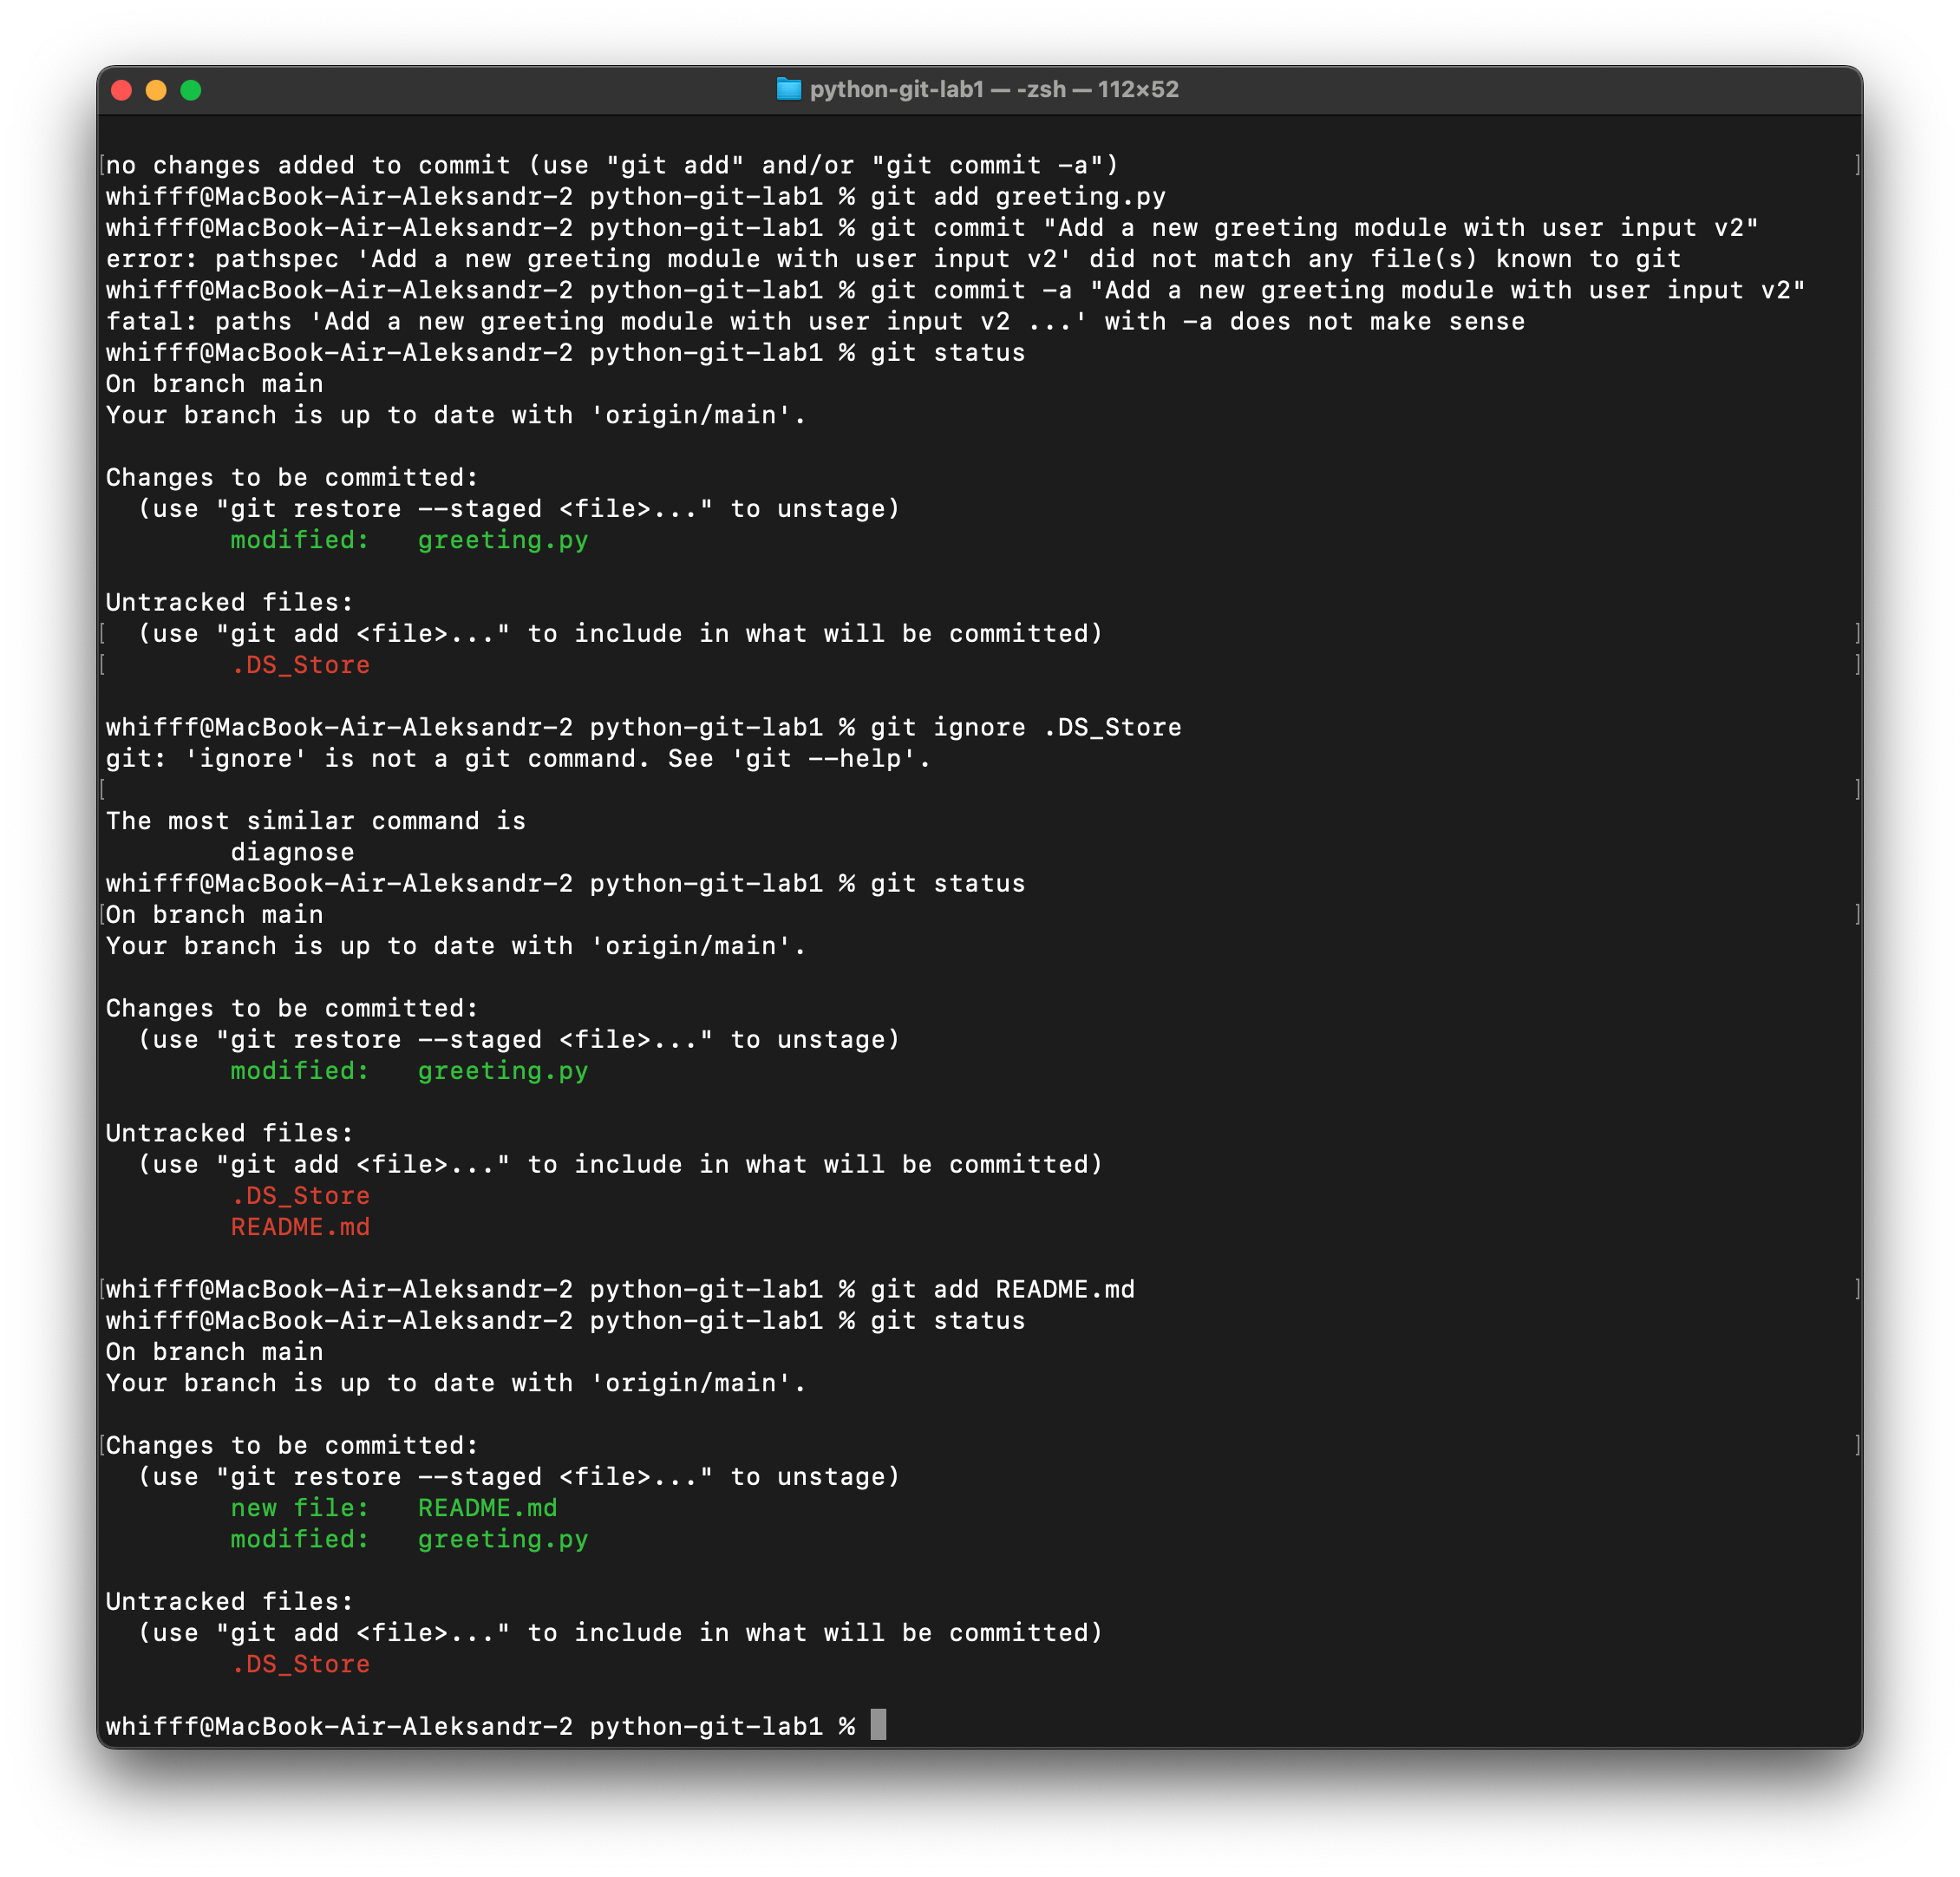 python-git-lab1 — -zsh — 112×52
[no changes added to commit (use "git add" and/or "git commit -a") ]
whifff@MacBook-Air-Aleksandr-2 python-git-lab1 % git add greeting.py
whifff@MacBook-Air-Aleksandr-2 python-git-lab1 % git commit "Add a new greeting module with user input v2"
error: pathspec 'Add a new greeting module with user input v2' did not match any file(s) known to git
whifff@MacBook-Air-Aleksandr-2 python-git-lab1 % git commit -a "Add a new greeting module with user input v2"
fatal: paths 'Add a new greeting module with user input v2 ...' with -a does not make sense
whifff@MacBook-Air-Aleksandr-2 python-git-lab1 % git status
On branch main
Your branch is up to date with 'origin/main'.

Changes to be committed:
  (use "git restore --staged <file>..." to unstage)
        modified:   greeting.py

Untracked files:
[  (use "git add <file>..." to include in what will be committed) ]
[        .DS_Store ]

whifff@MacBook-Air-Aleksandr-2 python-git-lab1 % git ignore .DS_Store
git: 'ignore' is not a git command. See 'git --help'.
[ ]
The most similar command is
        diagnose
whifff@MacBook-Air-Aleksandr-2 python-git-lab1 % git status
[On branch main ]
Your branch is up to date with 'origin/main'.

Changes to be committed:
  (use "git restore --staged <file>..." to unstage)
        modified:   greeting.py

Untracked files:
  (use "git add <file>..." to include in what will be committed)
        .DS_Store
        README.md

[whifff@MacBook-Air-Aleksandr-2 python-git-lab1 % git add README.md ]
whifff@MacBook-Air-Aleksandr-2 python-git-lab1 % git status
On branch main
Your branch is up to date with 'origin/main'.

[Changes to be committed: ]
  (use "git restore --staged <file>..." to unstage)
        new file:   README.md
        modified:   greeting.py

Untracked files:
  (use "git add <file>..." to include in what will be committed)
        .DS_Store

whifff@MacBook-Air-Aleksandr-2 python-git-lab1 %